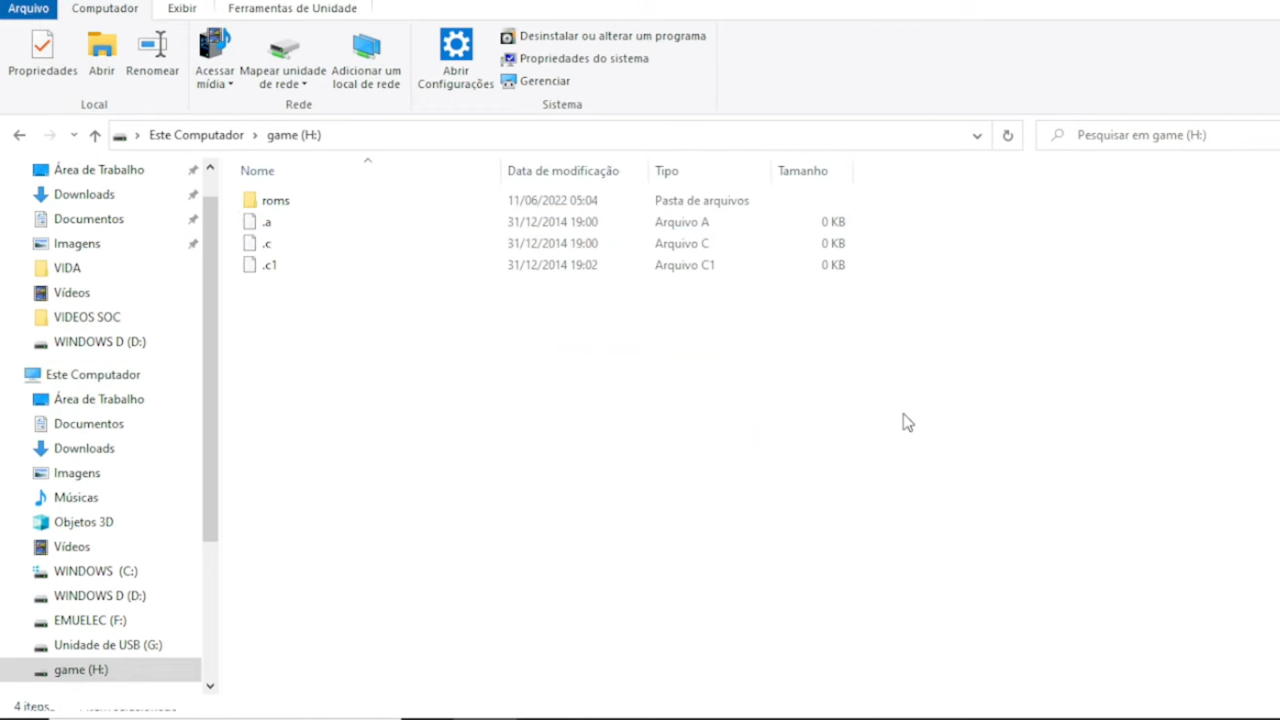 Arquivo Computador Exibir Ferramentas de Unidade
Propriedades Abrir Renomear Acessar mídia Mapear unidade de rede Adicionar um local de rede Abrir Configurações
Desinstalar ou alterar um programa
Propriedades do sistema
Gerenciar
Local Rede Sistema
Este Computador > game (H:) Pesquisar em game (H:)
Nome Data de modificação Tipo Tamanho
roms 11/06/2022 05:04 Pasta de arquivos
.a 31/12/2014 19:00 Arquivo A 0 KB
.c 31/12/2014 19:00 Arquivo C 0 KB
.c1 31/12/2014 19:02 Arquivo C1 0 KB
Área de Trabalho
Downloads
Documentos
Imagens
VIDA
Vídeos
VIDEOS SOC
WINDOWS D (D:)
Este Computador
Área de Trabalho
Documentos
Downloads
Imagens
Músicas
Objetos 3D
Vídeos
WINDOWS (C:)
WINDOWS D (D:)
EMUELEC (F:)
Unidade de USB (G:)
game (H:)
4 itens